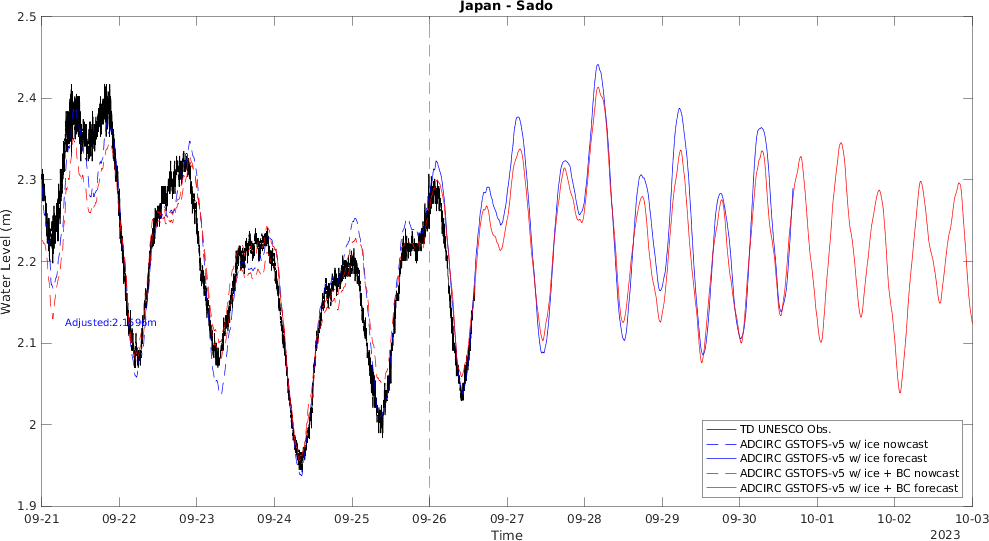 Japan - Sado
2.5
2.4
2.3
2.2
2.1
2
1.9
Water Level (m)
Adjusted:2.1596m
TD UNESCO Obs.
ADCIRC GSTOFS-v5 w/ ice nowcast
ADCIRC GSTOFS-v5 w/ ice forecast
ADCIRC GSTOFS-v5 w/ ice + BC nowcast
ADCIRC GSTOFS-v5 w/ ice + BC forecast
09-21 09-22 09-23 09-24 09-25 09-26 09-27 09-28 09-29 09-30 10-01 10-02 10-03
Time
2023